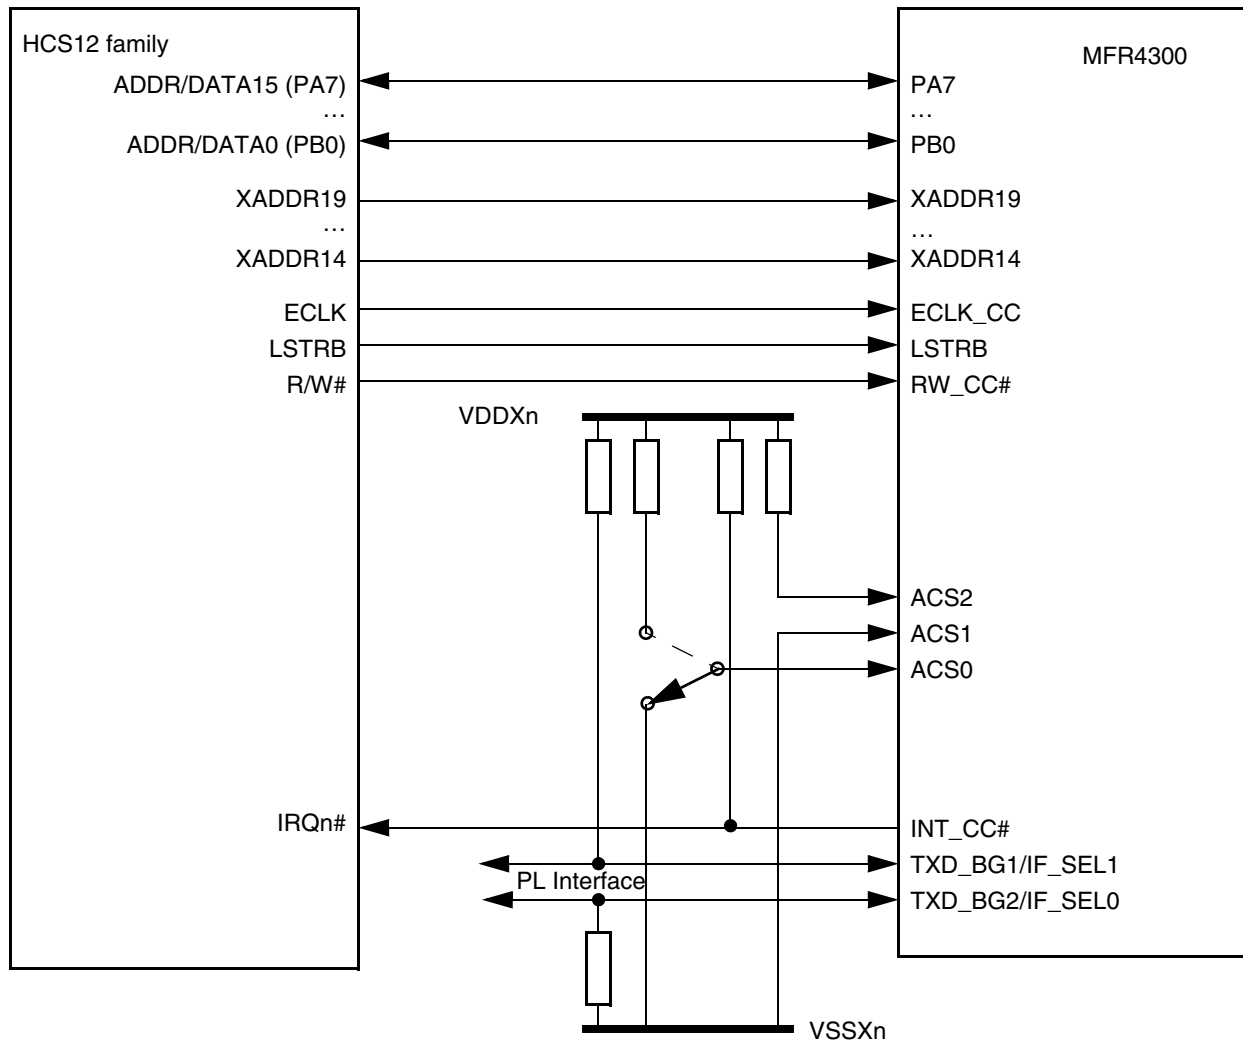 HCS12 family
MFR4300
ADDR/DATA15 (PA7)
PA7
...
...
ADDR/DATA0 (PB0)
PB0
XADDR19
XADDR19
...
...
XADDR14
XADDR14
ECLK
ECLK_CC
LSTRB
LSTRB
R/W#
RW_CC#
VDDXn
ACS2
ACS1
ACS0
IRQn#
INT_CC#
TXD_BG1/IF_SEL1
PL Interface
TXD_BG2/IF_SEL0
VSSXn